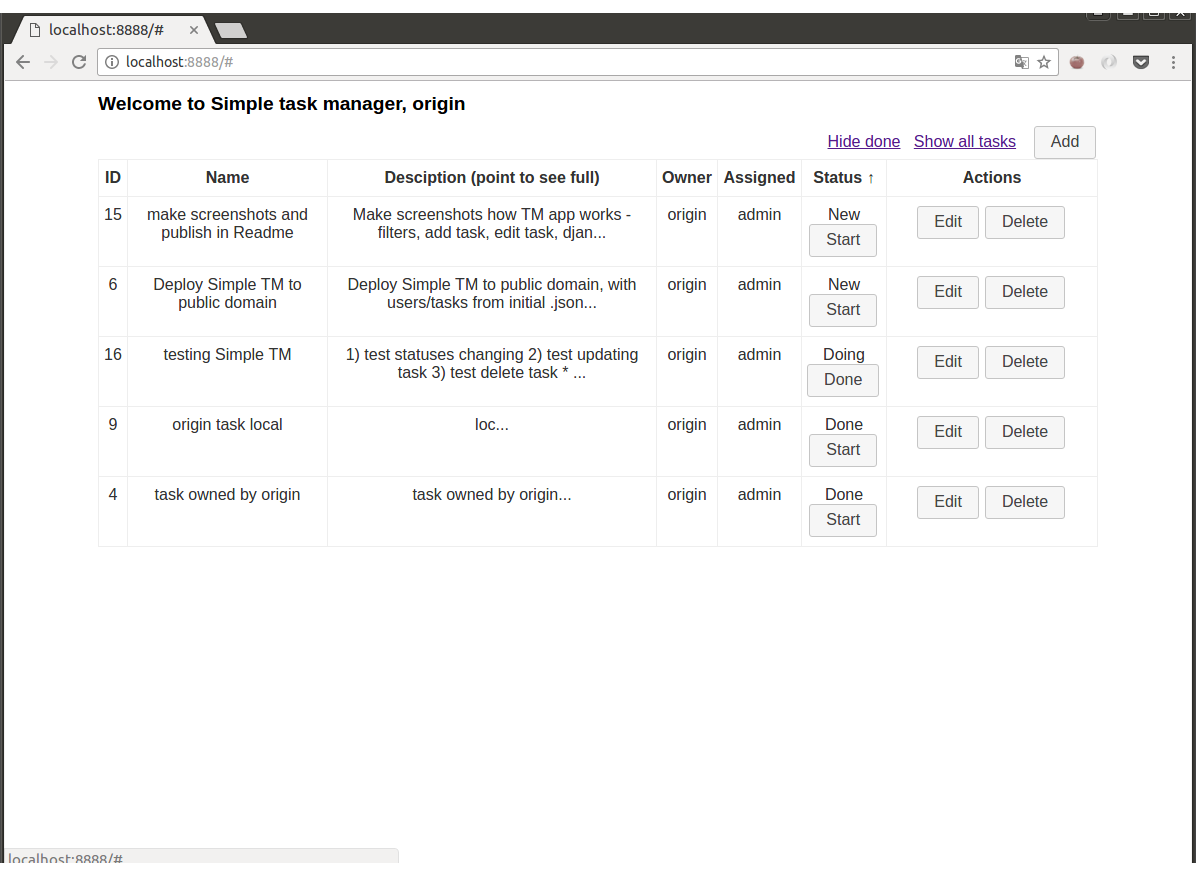 localhost:8888/#
localhost:8888/#
Welcome to Simple task manager, origin
Hide done Show all tasks Add
ID Name Desciption (point to see full) Owner Assigned Status ↑ Actions
15 make screenshots and Make screenshots how TM app works - origin admin New Edit Delete
publish in Readme filters, add task, edit task, djan... Start
6 Deploy Simple TM to Deploy Simple TM to public domain, with origin admin New Edit Delete
public domain users/tasks from initial .json... Start
16 testing Simple TM 1) test statuses changing 2) test updating origin admin Doing Edit Delete
task 3) test delete task * ... Done
9 origin task local loc... origin admin Done Edit Delete
Start
4 task owned by origin task owned by origin... origin admin Done Edit Delete
Start
localhost:8888/#